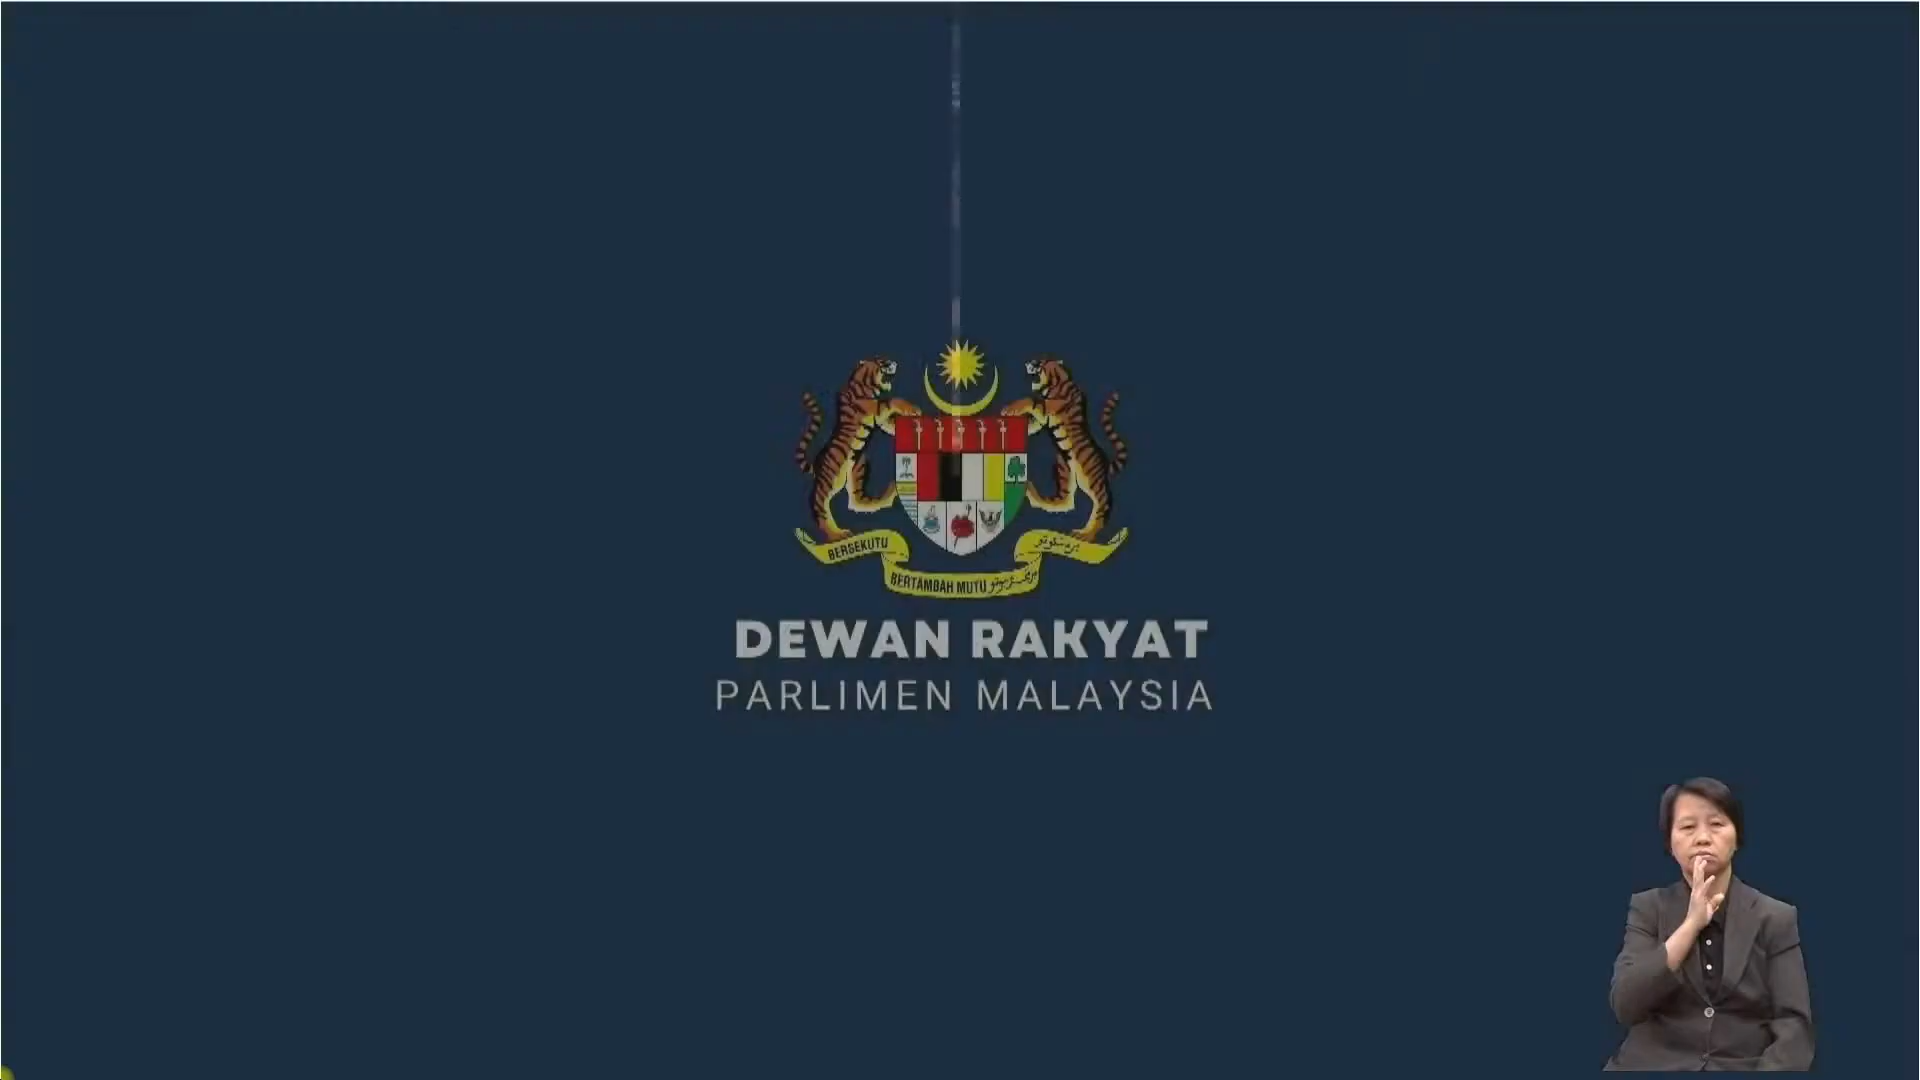 BERSEKUTU
BERTAMBAH MUTU
DEWAN RAKYAT
PARLIMEN MALAYSIA